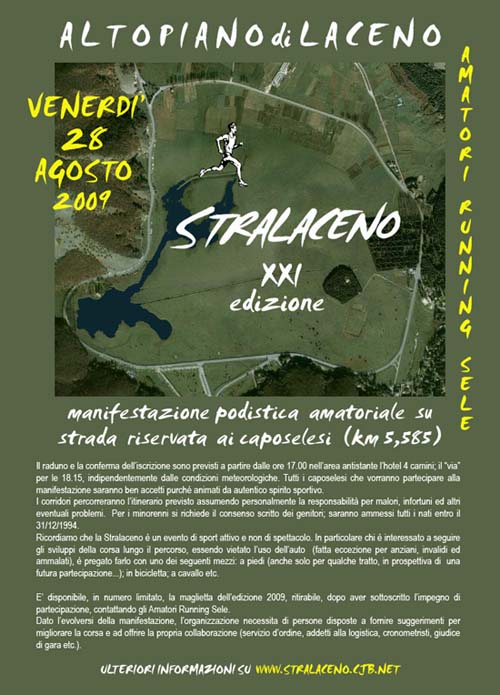 ALTOPIANO di LACENO
AMATORI RUNNING SELE
VENERDI'
28
AGOSTO
2009
STRALACENO
XXI
edizione
manifestazione podistica amatoriale su
strada riservata ai caposelesi (km 5,585)
Il raduno e la conferma dell'iscrizione sono previsti a partire dalle ore 17.00 nell'area antistante l'hotel 4 camini; il "via"
per le 18.15, indipendentemente dalle condizioni meteorologiche. Tutti i caposelesi che vorranno partecipare alla
manifestazione saranno ben accetti purché animati da autentico spirito sportivo.
I corridori percorreranno l'itinerario previsto assumendo personalmente la responsabilità per malori, infortuni ed altri
eventuali problemi. Per i minorenni si richiede il consenso scritto dei genitori; saranno ammessi tutti i nati entro il
31/12/1994.
Ricordiamo che la Stralaceno è un evento di sport attivo e non di spettacolo. In particolare chi è interessato a seguire
gli sviluppi della corsa lungo il percorso, essendo vietato l'uso dell'auto (fatta eccezione per anziani, invalidi ed
ammalati), è pregato farlo con uno dei seguenti mezzi: a piedi (anche solo per qualche tratto, in prospettiva di una
futura partecipazione...); in bicicletta; a cavallo etc.
E' disponibile, in numero limitato, la maglietta dell'edizione 2009, ritirabile, dopo aver sottoscritto l'impegno di
partecipazione, contattando gli Amatori Running Sele.
Dato l'evolversi della manifestazione, l'organizzazione necessita di persone disposte a fornire suggerimenti per
migliorare la corsa e ad offrire la propria collaborazione (servizio d'ordine, addetti alla logistica, cronometristi, giudice
di gara etc.).
ULTERIORI INFORMAZIONI SU WWW.STRALACENO.CJB.NET